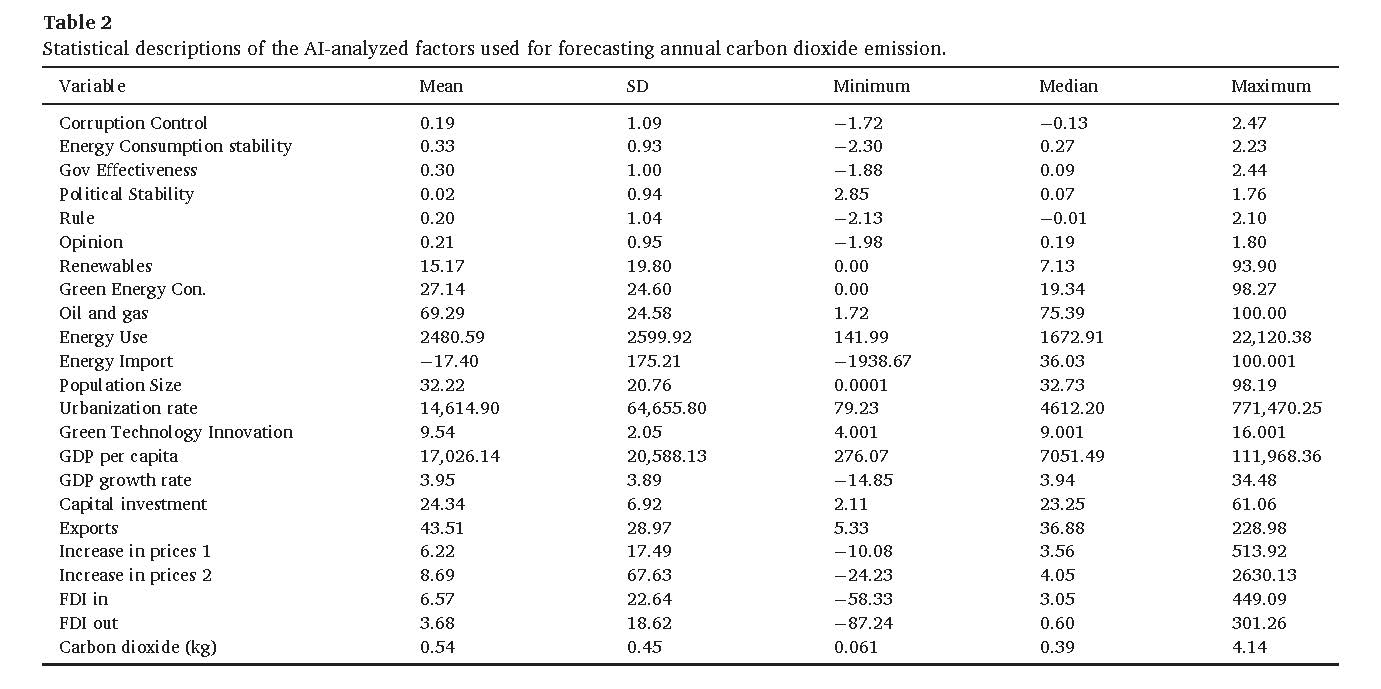 Table 2
Statistical descriptions of the AI-analyzed factors used for forecasting annual carbon dioxide emission.
Variable Mean SD Minimum Median Maximum
Corruption Control 0.19 1.09 −1.72 −0.13 2.47
Energy Consumption stability 0.33 0.93 −2.30 0.27 2.23
Gov Effectiveness 0.30 1.00 −1.88 0.09 2.44
Political Stability 0.02 0.94 2.85 0.07 1.76
Rule 0.20 1.04 −2.13 −0.01 2.10
Opinion 0.21 0.95 −1.98 0.19 1.80
Renewables 15.17 19.80 0.00 7.13 93.90
Green Energy Con. 27.14 24.60 0.00 19.34 98.27
Oil and gas 69.29 24.58 1.72 75.39 100.00
Energy Use 2480.59 2599.92 141.99 1672.91 22,120.38
Energy Import −17.40 175.21 −1938.67 36.03 100.001
Population Size 32.22 20.76 0.0001 32.73 98.19
Urbanization rate 14,614.90 64,655.80 79.23 4612.20 771,470.25
Green Technology Innovation 9.54 2.05 4.001 9.001 16.001
GDP per capita 17,026.14 20,588.13 276.07 7051.49 111,968.36
GDP growth rate 3.95 3.89 −14.85 3.94 34.48
Capital investment 24.34 6.92 2.11 23.25 61.06
Exports 43.51 28.97 5.33 36.88 228.98
Increase in prices 1 6.22 17.49 −10.08 3.56 513.92
Increase in prices 2 8.69 67.63 −24.23 4.05 2630.13
FDI in 6.57 22.64 −58.33 3.05 449.09
FDI out 3.68 18.62 −87.24 0.60 301.26
Carbon dioxide (kg) 0.54 0.45 0.061 0.39 4.14